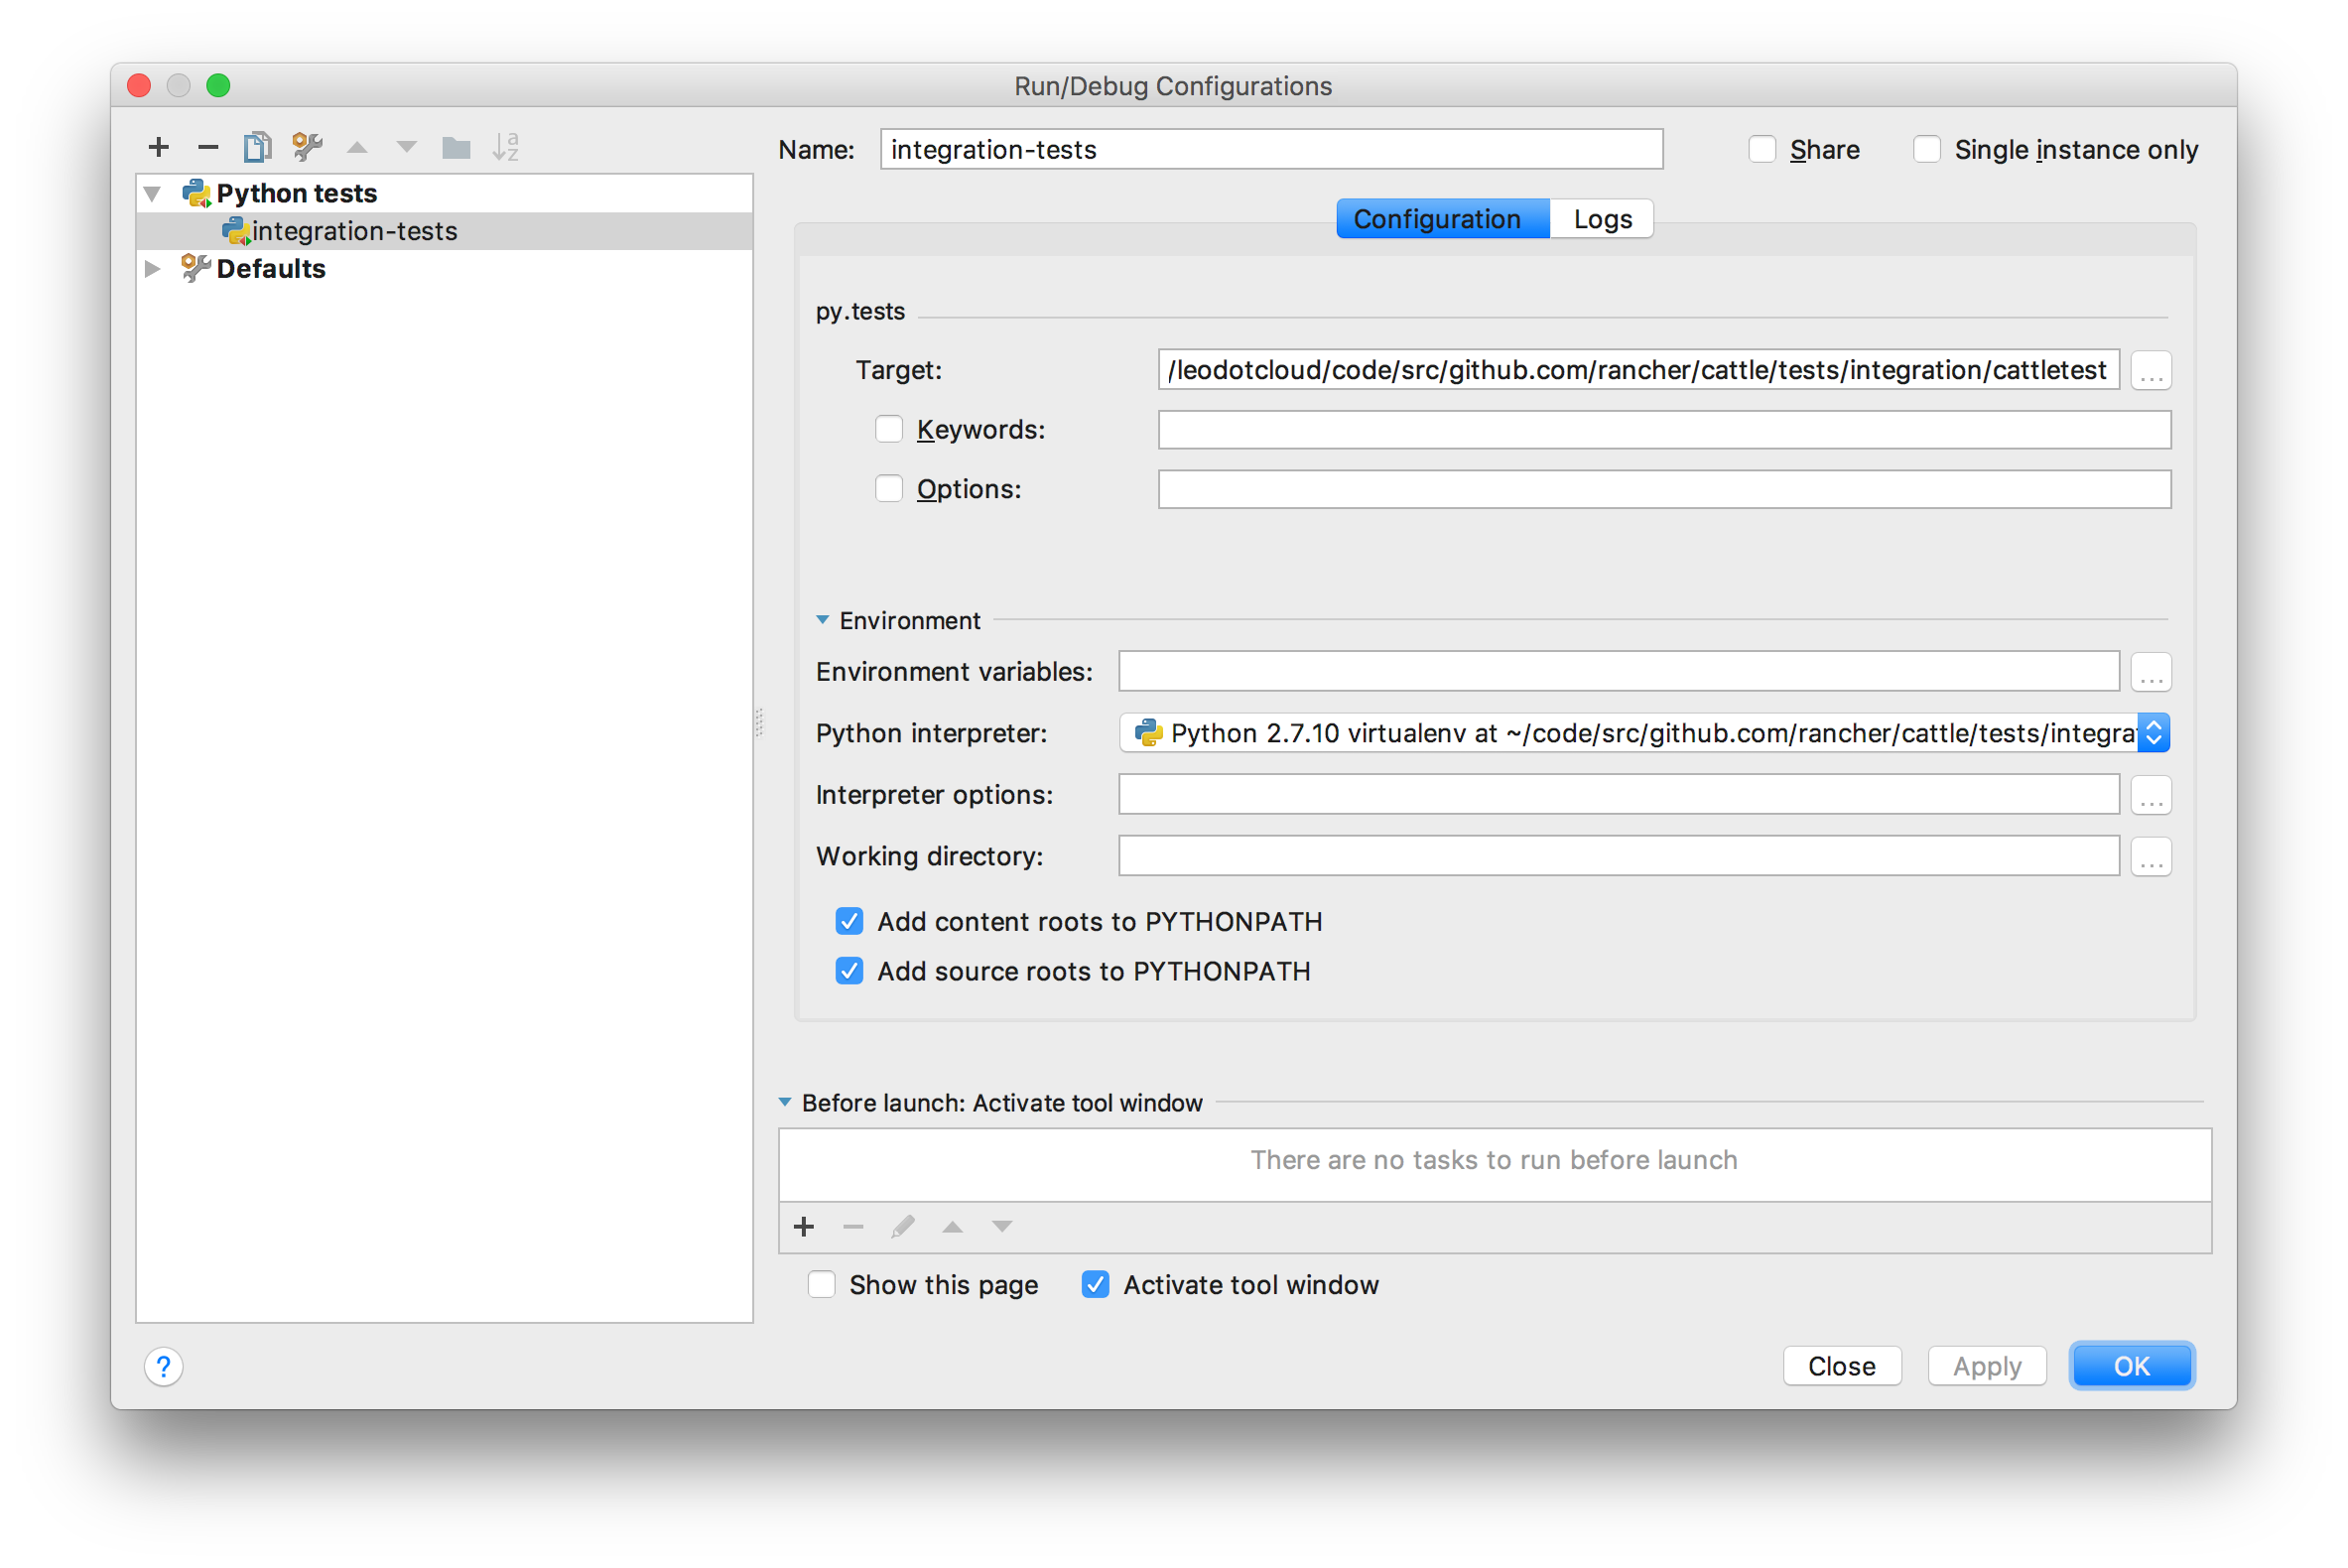 Run/Debug Configurations
Name: integration-tests
Share
Single instance only
Python tests
integration-tests
Defaults
Configuration
Logs
py.tests
Target: /leodotcloud/code/src/github.com/rancher/cattle/tests/integration/cattletest ...
Keywords:
Options:
Environment
Environment variables: ...
Python interpreter: Python 2.7.10 virtualenv at ~/code/src/github.com/rancher/cattle/tests/integra
Interpreter options: ...
Working directory: ...
Add content roots to PYTHONPATH
Add source roots to PYTHONPATH
Before launch: Activate tool window
There are no tasks to run before launch
Show this page
Activate tool window
? Close Apply OK